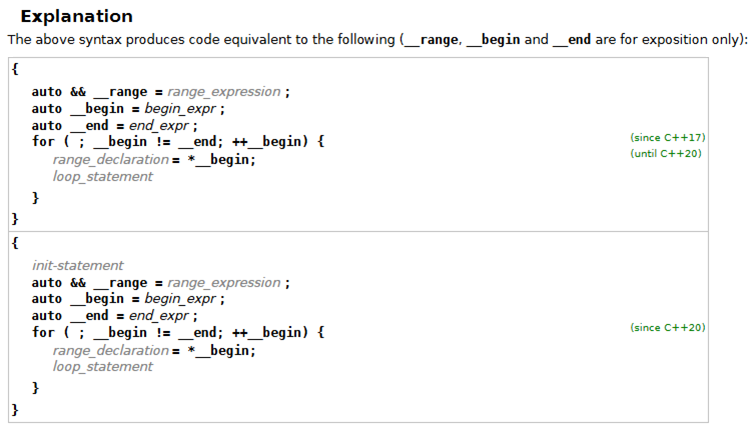 Explanation
The above syntax produces code equivalent to the following (__range, __begin and __end are for exposition only):
{
auto && __range = range_expression ;
auto __begin = begin_expr ;
auto __end = end_expr ;
for ( ; __begin != __end; ++__begin) {
range_declaration = *__begin;
loop_statement
}
}
(since C++17)
(until C++20)
{
init-statement
auto && __range = range_expression ;
auto __begin = begin_expr ;
auto __end = end_expr ;
for ( ; __begin != __end; ++__begin) {
range_declaration = *__begin;
loop_statement
}
}
(since C++20)